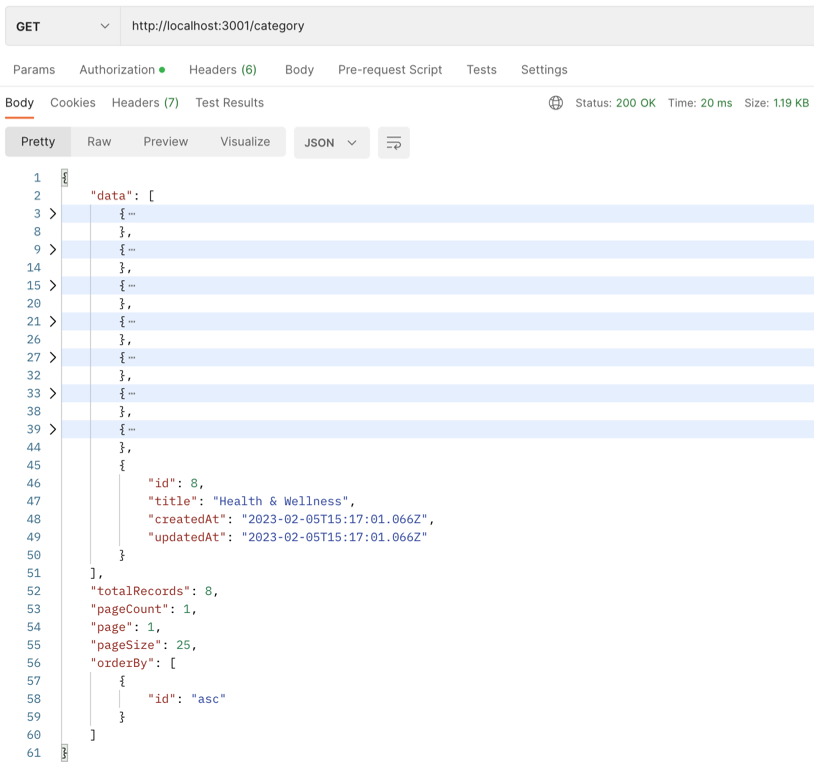 GET http://localhost:3001/category
Params Authorization Headers (6) Body Pre-request Script Tests Settings
Body Cookies Headers (7) Test Results Status: 200 OK Time: 20 ms Size: 1.19 KB
Pretty Raw Preview Visualize JSON
1 {
2 "data": [
3 { ⋯
8 },
9 { ⋯
14 },
15 { ⋯
20 },
21 { ⋯
26 },
27 { ⋯
32 },
33 { ⋯
38 },
39 { ⋯
44 },
45 {
46 "id": 8,
47 "title": "Health & Wellness",
48 "createdAt": "2023-02-05T15:17:01.066Z",
49 "updatedAt": "2023-02-05T15:17:01.066Z"
50 }
51 ],
52 "totalRecords": 8,
53 "pageCount": 1,
54 "page": 1,
55 "pageSize": 25,
56 "orderBy": [
57 {
58 "id": "asc"
59 }
60 ]
61 }